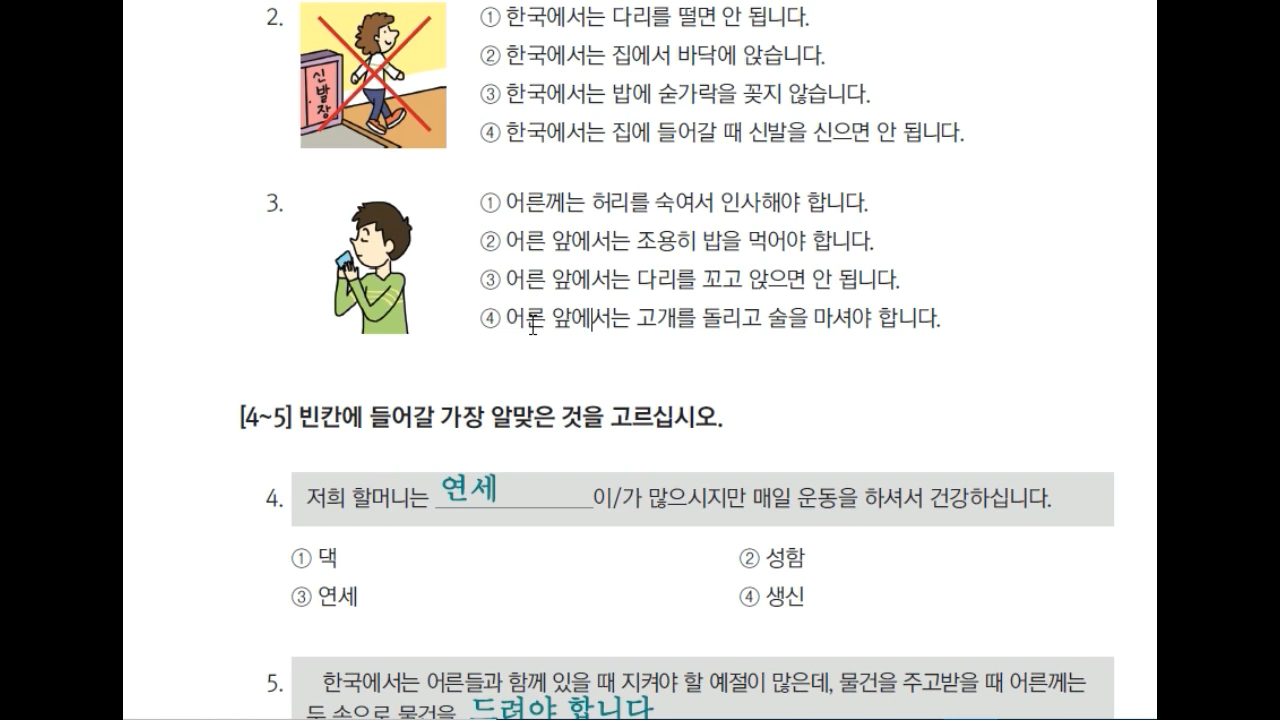 2.
신발장
① 한국에서는 다리를 떨면 안 됩니다.
② 한국에서는 집에서 바닥에 앉습니다.
③ 한국에서는 밥에 숟가락을 꽂지 않습니다.
④ 한국에서는 집에 들어갈 때 신발을 신으면 안 됩니다.
3.
① 어른께는 허리를 숙여서 인사해야 합니다.
② 어른 앞에서는 조용히 밥을 먹어야 합니다.
③ 어른 앞에서는 다리를 꼬고 앉으면 안 됩니다.
④ 어른 앞에서는 고개를 돌리고 술을 마셔야 합니다.
[4~5] 빈칸에 들어갈 가장 알맞은 것을 고르십시오.
4. 저희 할머니는 연세 이/가 많으시지만 매일 운동을 하셔서 건강하십니다.
① 댁 ② 성함
③ 연세 ④ 생신
5. 한국에서는 어른들과 함께 있을 때 지켜야 할 예절이 많은데, 물건을 주고받을 때 어른께는
두 손으로 물건을 드려야 합니다